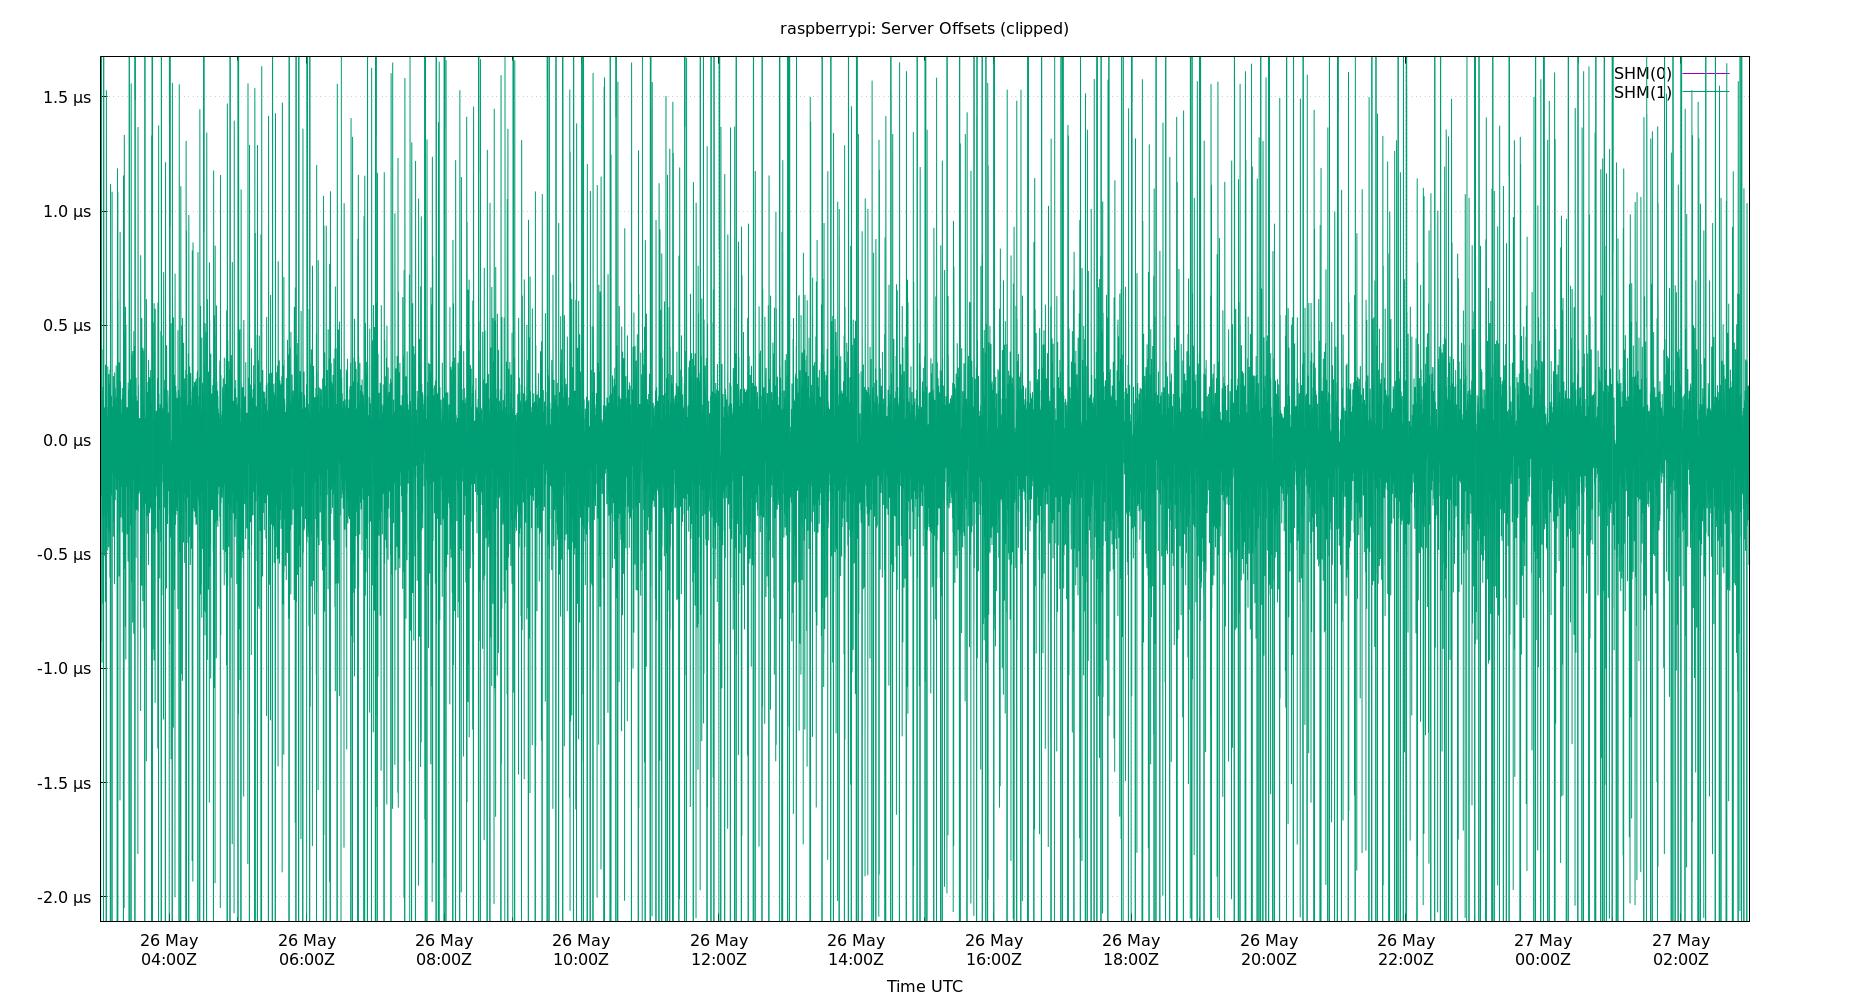 raspberrypi: Server Offsets (clipped)
SHM(0)
SHM(1)
1.5 µs
1.0 µs
0.5 µs
0.0 µs
-0.5 µs
-1.0 µs
-1.5 µs
-2.0 µs
26 May 26 May 26 May 26 May 26 May 26 May 26 May 26 May 26 May 26 May 27 May 27 May
04:00Z 06:00Z 08:00Z 10:00Z 12:00Z 14:00Z 16:00Z 18:00Z 20:00Z 22:00Z 00:00Z 02:00Z
Time UTC